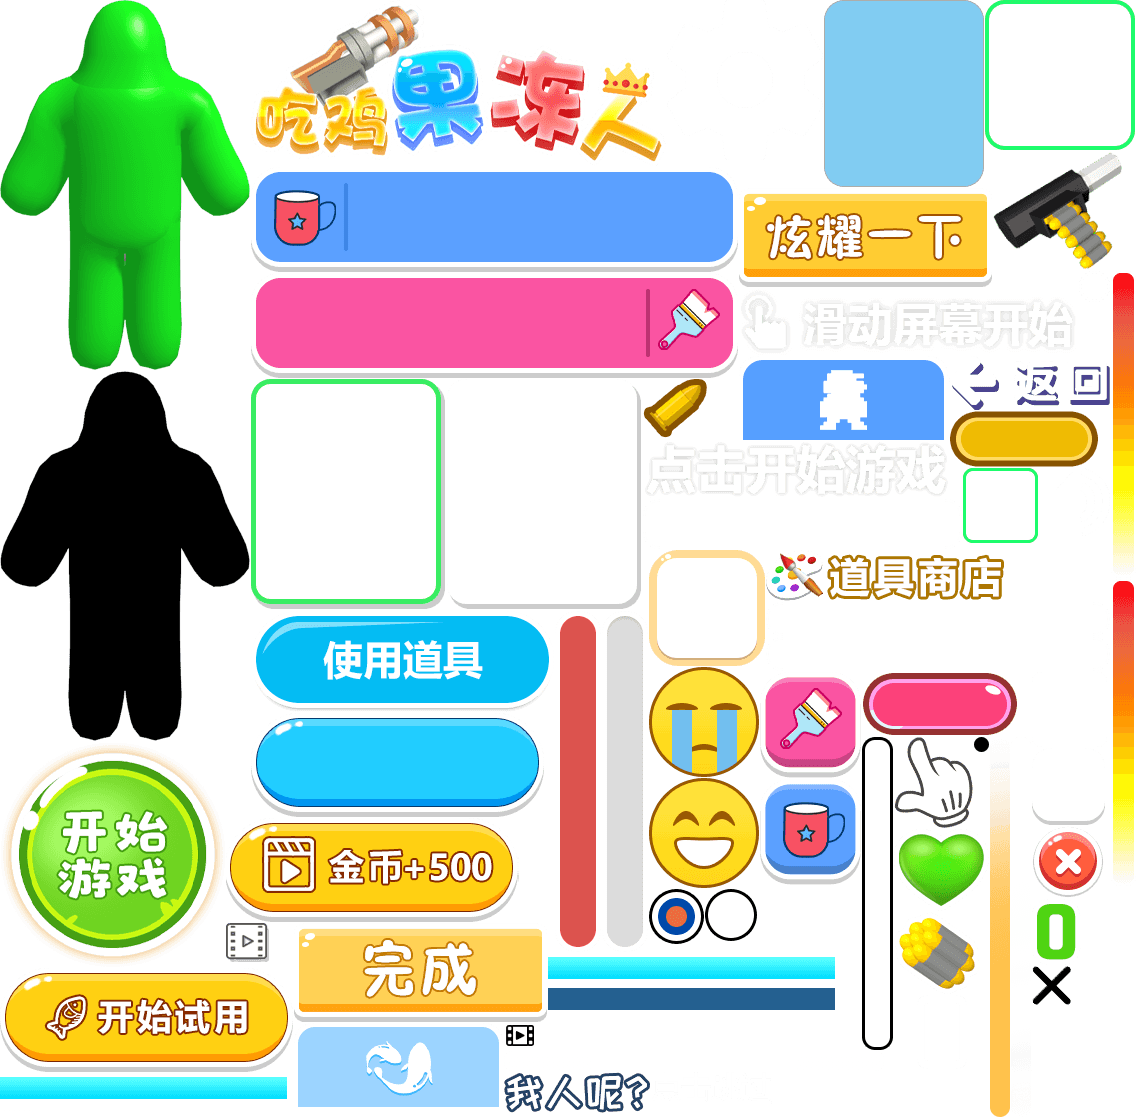 吃鸡果冻人
炫耀一下
滑动屏幕开始
返回
点击开始游戏
道具商店
使用道具
开始
游戏
金币+500
完成
开始试用
0
我人呢?